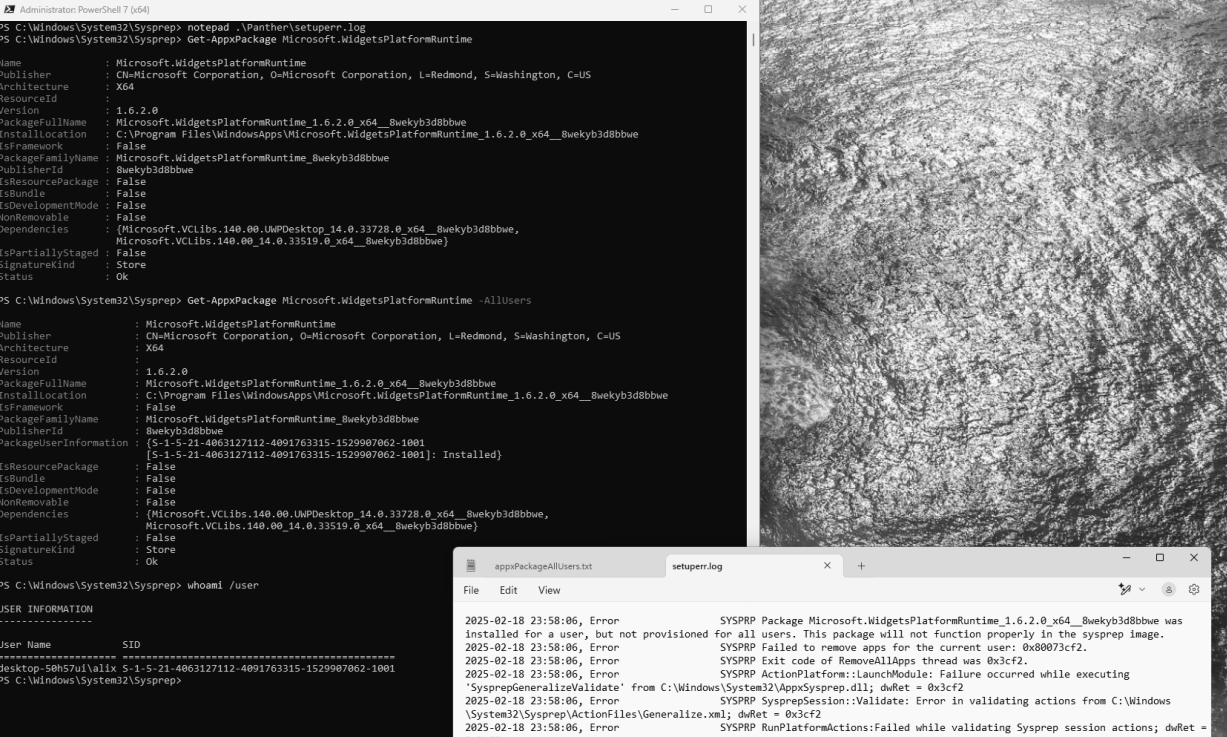 Administrator: PowerShell 7 (x64)
PS C:\Windows\System32\Sysprep> notepad .\Panther\setuperr.log
PS C:\Windows\System32\Sysprep> Get-AppxPackage Microsoft.WidgetsPlatformRuntime
Name : Microsoft.WidgetsPlatformRuntime
Publisher : CN=Microsoft Corporation, O=Microsoft Corporation, L=Redmond, S=Washington, C=US
Architecture : X64
ResourceId :
Version : 1.6.2.0
PackageFullName : Microsoft.WidgetsPlatformRuntime_1.6.2.0_x64__8wekyb3d8bbwe
InstallLocation : C:\Program Files\WindowsApps\Microsoft.WidgetsPlatformRuntime_1.6.2.0_x64__8wekyb3d8bbwe
IsFramework : False
PackageFamilyName : Microsoft.WidgetsPlatformRuntime_8wekyb3d8bbwe
PublisherId : 8wekyb3d8bbwe
IsResourcePackage : False
IsBundle : False
IsDevelopmentMode : False
NonRemovable : False
Dependencies : {Microsoft.VCLibs.140.00.UWPDesktop_14.0.33728.0_x64__8wekyb3d8bbwe,
Microsoft.VCLibs.140.00_14.0.33519.0_x64__8wekyb3d8bbwe}
IsPartiallyStaged : False
SignatureKind : Store
Status : Ok
PS C:\Windows\System32\Sysprep> Get-AppxPackage Microsoft.WidgetsPlatformRuntime -AllUsers
Name : Microsoft.WidgetsPlatformRuntime
Publisher : CN=Microsoft Corporation, O=Microsoft Corporation, L=Redmond, S=Washington, C=US
Architecture : X64
ResourceId :
Version : 1.6.2.0
PackageFullName : Microsoft.WidgetsPlatformRuntime_1.6.2.0_x64__8wekyb3d8bbwe
InstallLocation : C:\Program Files\WindowsApps\Microsoft.WidgetsPlatformRuntime_1.6.2.0_x64__8wekyb3d8bbwe
IsFramework : False
PackageFamilyName : Microsoft.WidgetsPlatformRuntime_8wekyb3d8bbwe
PublisherId : 8wekyb3d8bbwe
PackageUserInformation : {S-1-5-21-4063127112-4091763315-1529907062-1001
[S-1-5-21-4063127112-4091763315-1529907062-1001]: Installed}
IsResourcePackage : False
IsBundle : False
IsDevelopmentMode : False
NonRemovable : False
Dependencies : {Microsoft.VCLibs.140.00.UWPDesktop_14.0.33728.0_x64__8wekyb3d8bbwe,
Microsoft.VCLibs.140.00_14.0.33519.0_x64__8wekyb3d8bbwe}
IsPartiallyStaged : False
SignatureKind : Store
Status : Ok
PS C:\Windows\System32\Sysprep> whoami /user
USER INFORMATION
----------------
User Name SID
==================== ==============================================
desktop-50h57ui\alix S-1-5-21-4063127112-4091763315-1529907062-1001
PS C:\Windows\System32\Sysprep>
appxPackageAllUsers.txt setuperr.log
File Edit View
2025-02-18 23:58:06, Error SYSPRP Package Microsoft.WidgetsPlatformRuntime_1.6.2.0_x64__8wekyb3d8bbwe was
installed for a user, but not provisioned for all users. This package will not function properly in the sysprep image.
2025-02-18 23:58:06, Error SYSPRP Failed to remove apps for the current user: 0x80073cf2.
2025-02-18 23:58:06, Error SYSPRP Exit code of RemoveAllApps thread was 0x3cf2.
2025-02-18 23:58:06, Error SYSPRP ActionPlatform::LaunchModule: Failure occurred while executing
'SysprepGeneralizeValidate' from C:\Windows\System32\AppxSysprep.dll; dwRet = 0x3cf2
2025-02-18 23:58:06, Error SYSPRP SysprepSession::Validate: Error in validating actions from C:\Windows
\System32\Sysprep\ActionFiles\Generalize.xml; dwRet = 0x3cf2
2025-02-18 23:58:06, Error SYSPRP RunPlatformActions:Failed while validating Sysprep session actions; dwRet =